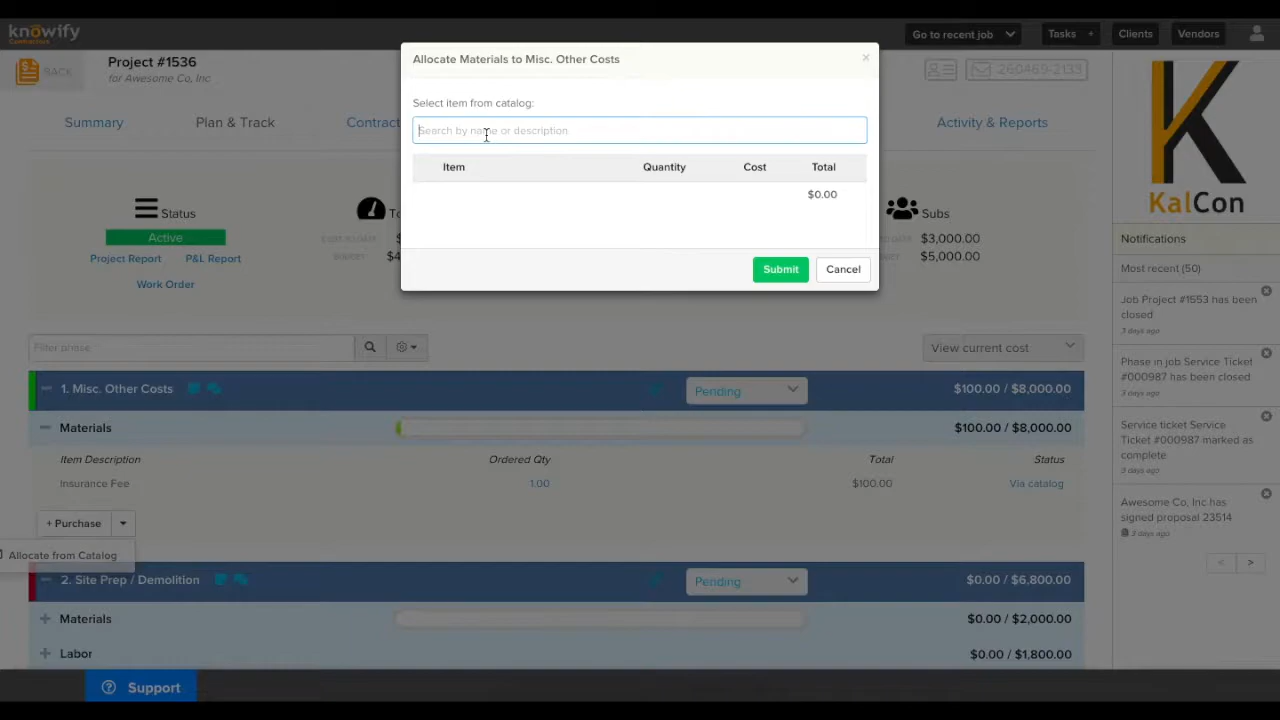 knowify
Contractors
Go to recent job
Tasks +
Clients
Vendors
BACK
Project #1536
for Awesome Co, Inc
260469-2133
Summary
Plan & Track
Contract
Activity & Reports
Allocate Materials to Misc. Other Costs
×
Select item from catalog:
Search by name or description
Item Quantity Cost Total
$0.00
Submit
Cancel
Status
Active
Project Report P&L Report
Work Order
Subs
$3,000.00
$5,000.00
KalCon
Notifications
Most recent (50)
Job Project #1553 has been
closed
3 days ago
Phase in job Service Ticket
#000987 has been closed
3 days ago
Service ticket Service
Ticket #000987 marked as
complete
3 days ago
Awesome Co, Inc has
signed proposal 23514
3 days ago
< >
Filter phrase
View current cost
1. Misc. Other Costs
Pending
$100.00 / $8,000.00
Materials
$100.00 / $8,000.00
Item Description Ordered Qty Total Status
Insurance Fee 1.00 $100.00 Via catalog
+ Purchase
Allocate from Catalog
2. Site Prep / Demolition
Pending
$0.00 / $6,800.00
Materials
$0.00 / $2,000.00
Labor
$0.00 / $1,800.00
Support